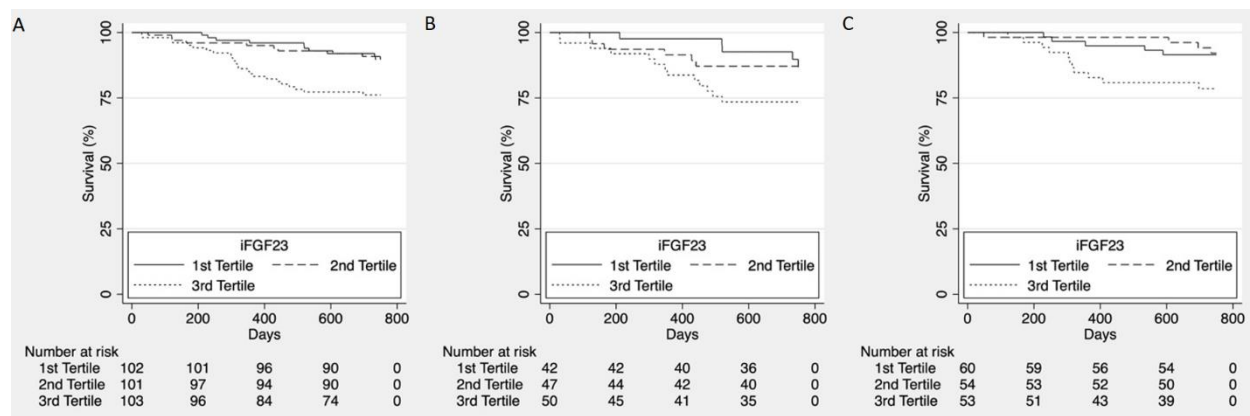 A
Survival (%)
100
75
50
25
0
iFGF23
1st Tertile 2nd Tertile
3rd Tertile
0 200 400 600 800
Days
Number at risk
1st Tertile 102 101 96 90 0
2nd Tertile 101 97 94 90 0
3rd Tertile 103 96 84 74 0
B
Survival (%)
100
75
50
25
0
iFGF23
1st Tertile 2nd Tertile
3rd Tertile
0 200 400 600 800
Days
Number at risk
1st Tertile 42 42 40 36 0
2nd Tertile 47 44 42 40 0
3rd Tertile 50 45 41 35 0
C
Survival (%)
100
75
50
25
0
iFGF23
1st Tertile 2nd Tertile
3rd Tertile
0 200 400 600 800
Days
Number at risk
1st Tertile 60 59 56 54 0
2nd Tertile 54 53 52 50 0
3rd Tertile 53 51 43 39 0